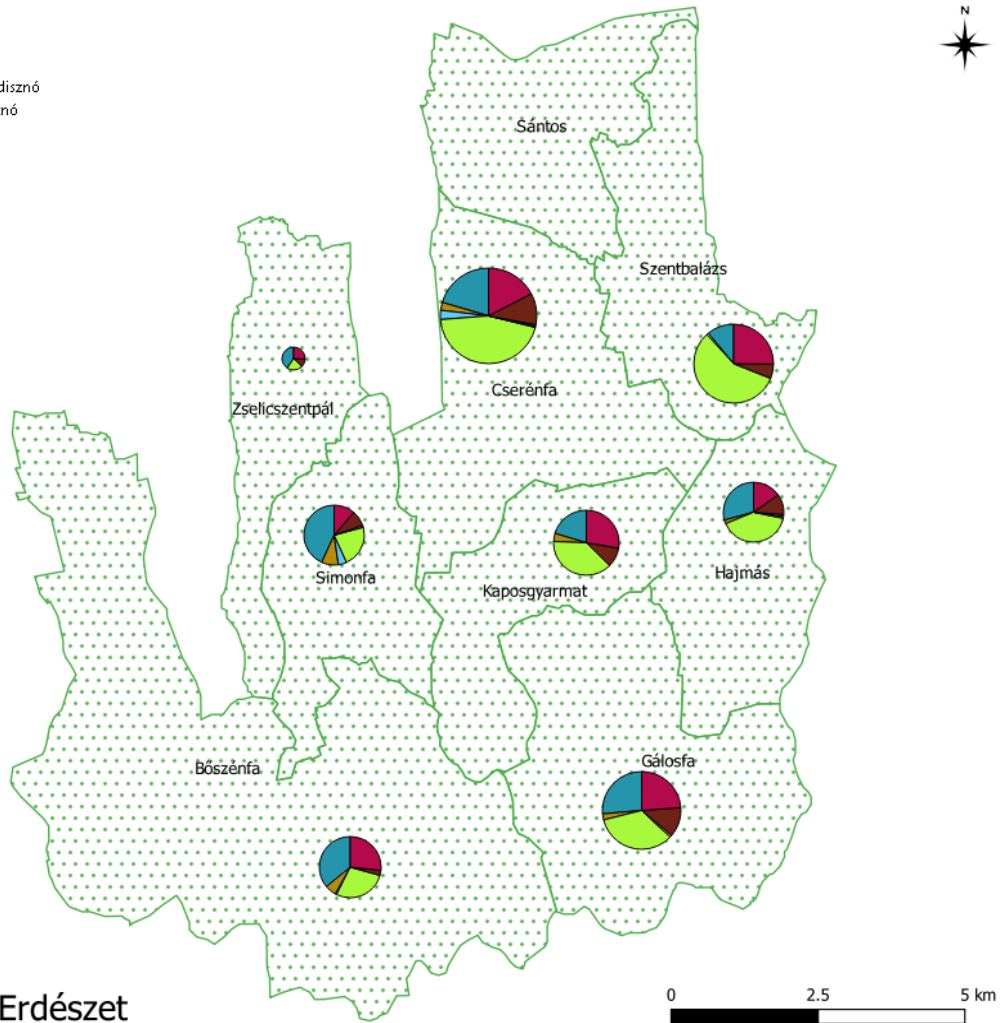 N
disznó
nó
Sántos
Szentbalázs
Cserénfa
Zselicszentpál
Simonfa
Kaposgyarmat
Hajmás
Bőszénfa
Gálosfa
Erdészet
0 2.5 5 km